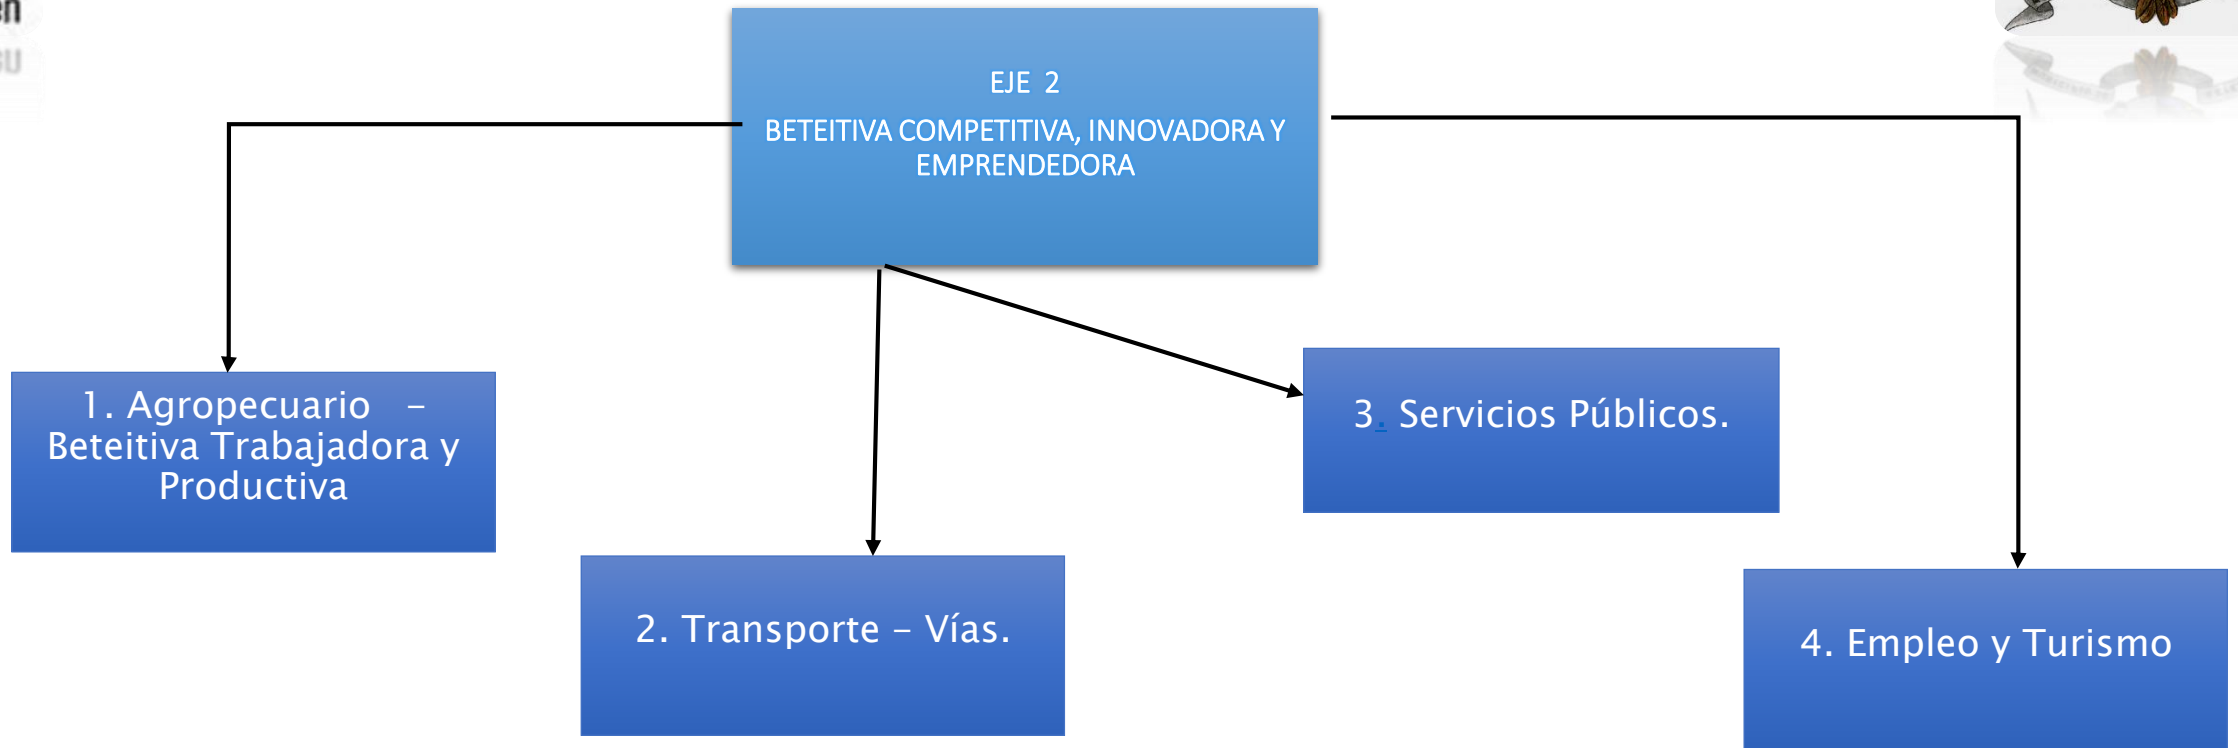 EJE 2
BETEITIVA COMPETITIVA, INNOVADORA Y
EMPRENDEDORA
1. Agropecuario –
Beteitiva Trabajadora y
Productiva
3. Servicios Públicos.
2. Transporte – Vías.
4. Empleo y Turismo